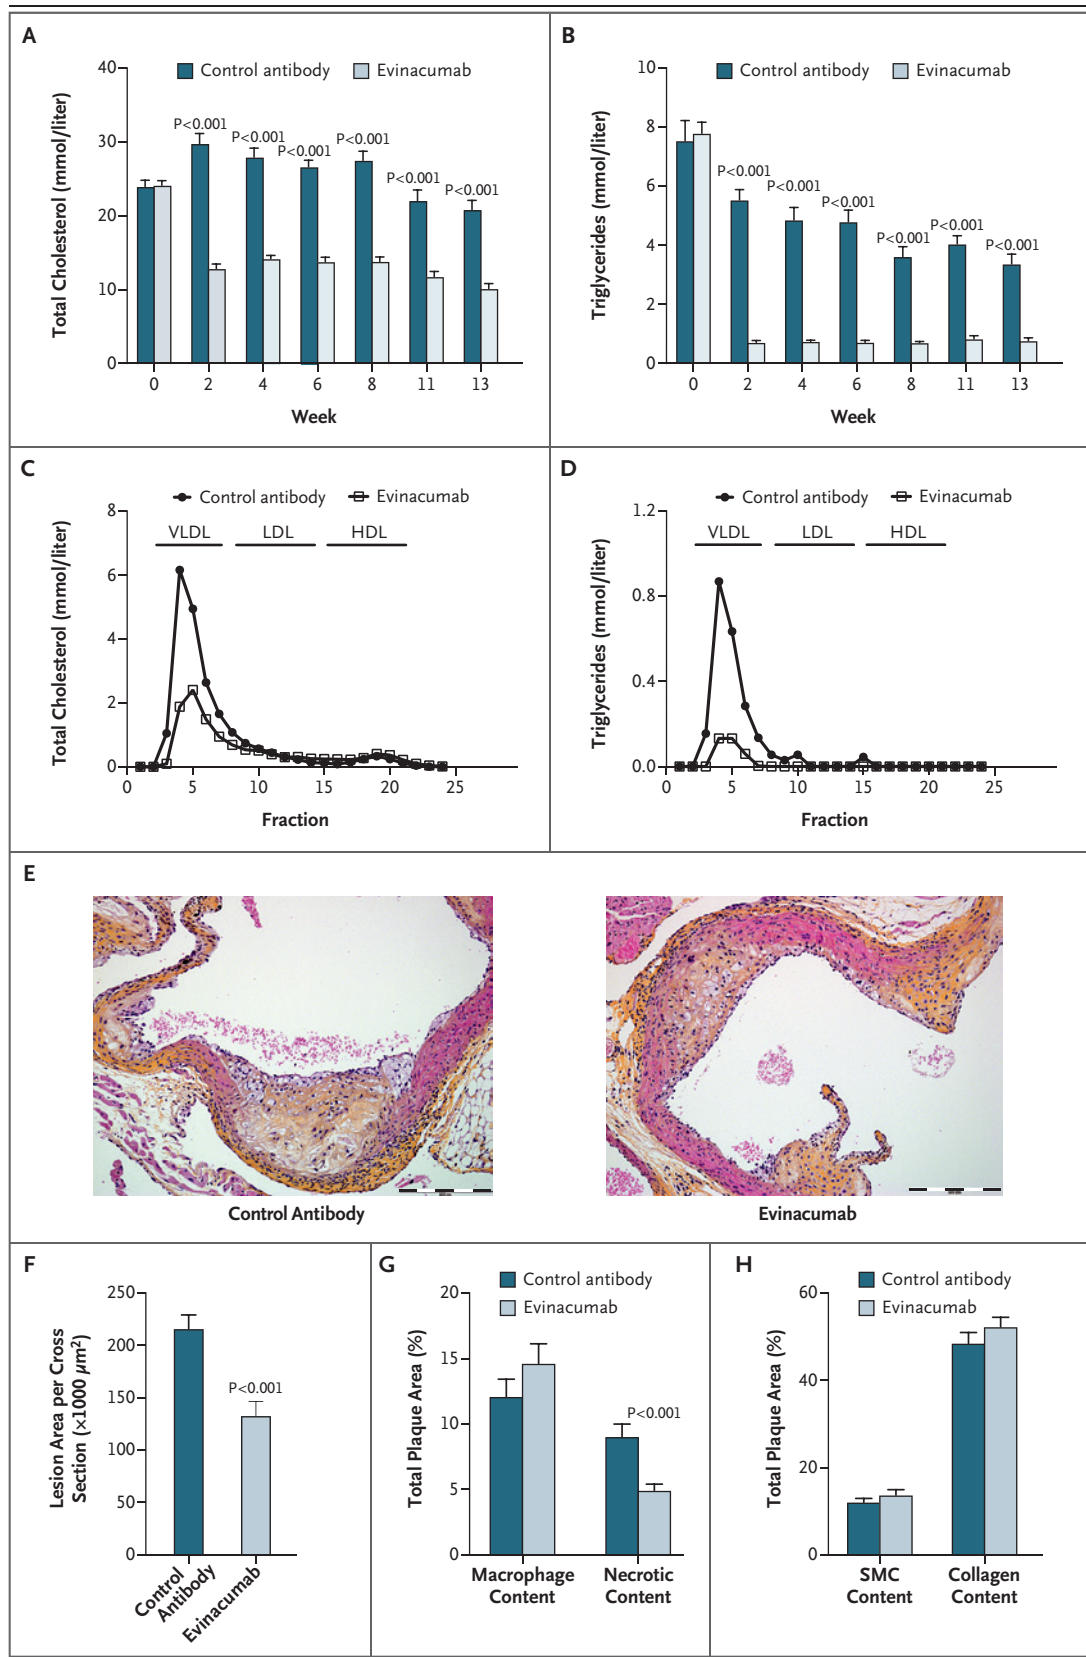 A
Control antibody
Evinacumab
Total Cholesterol (mmol/liter)
40
30
20
10
0
P<0.001
P<0.001
P<0.001
P<0.001
P<0.001
P<0.001
0 2 4 6 8 11 13
Week
B
Control antibody
Evinacumab
Triglycerides (mmol/liter)
10
8
6
4
2
0
P<0.001
P<0.001
P<0.001
P<0.001
P<0.001
P<0.001
0 2 4 6 8 11 13
Week
C
Control antibody
Evinacumab
VLDL LDL HDL
Total Cholesterol (mmol/liter)
8
6
4
2
0
0 5 10 15 20 25
Fraction
D
Control antibody
Evinacumab
VLDL LDL HDL
Triglycerides (mmol/liter)
1.2
0.8
0.4
0.0
0 5 10 15 20 25
Fraction
E
Control Antibody
Evinacumab
F
Lesion Area per Cross
Section (×1000 μm²)
250
200
150
100
50
0
P<0.001
Control
Antibody
Evinacumab
G
Control antibody
Evinacumab
Total Plaque Area (%)
20
15
10
5
0
P<0.001
Macrophage
Content
Necrotic
Content
H
Control antibody
Evinacumab
Total Plaque Area (%)
60
40
20
0
SMC
Content
Collagen
Content